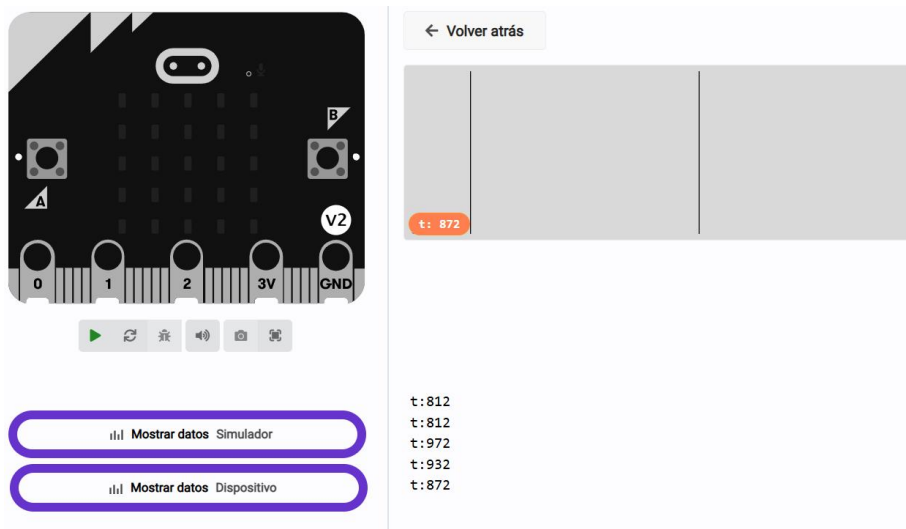 B
A
V2
0 1 2 3V GND
Mostrar datos Simulador
Mostrar datos Dispositivo
← Volver atrás
t: 872
t:812
t:812
t:972
t:932
t:872